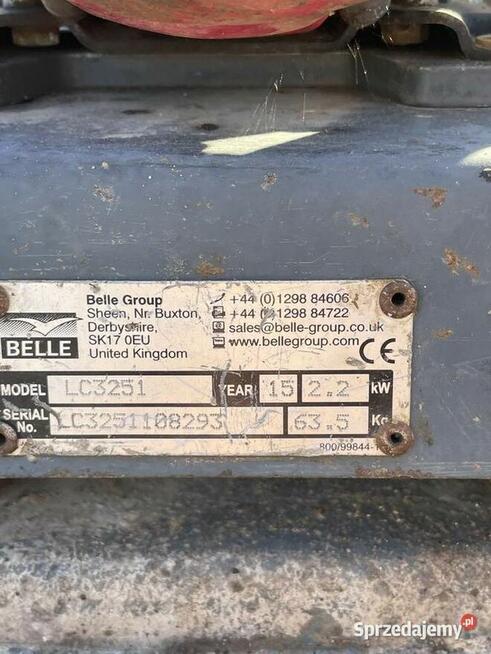 BELLE
Belle Group
Sheen, Nr. Buxton,
Derbyshire,
SK17 0EU
United Kingdom
+44 (0)1298 84606
+44 (0)1298 84722
sales@belle-group.co.uk
www.bellegroup.com
CE
MODEL LC3251 YEAR 15 2.2 kW
SERIAL No. LC3251108293 63.5 Kg
800/99844-
Sprzedajemy.pl